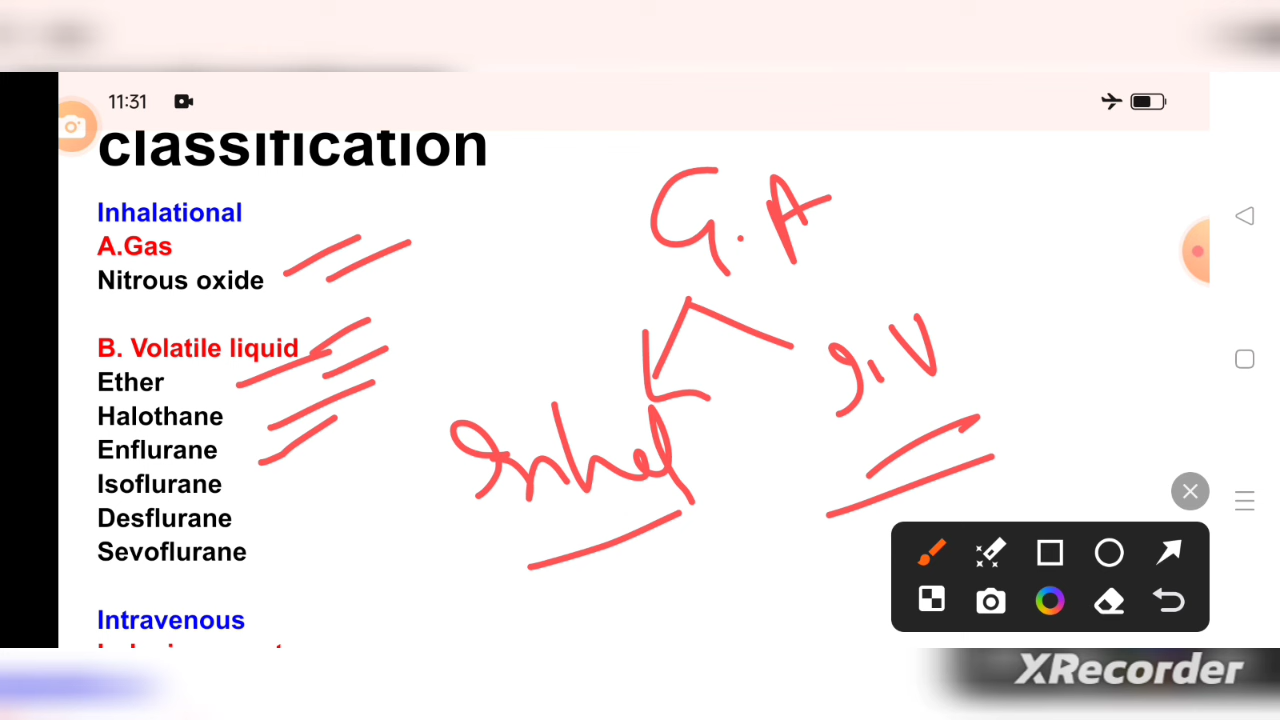 11:31
classification
Inhalational
A.Gas
Nitrous oxide
B. Volatile liquid
Ether
Halothane
Enflurane
Isoflurane
Desflurane
Sevoflurane
Intravenous
G.A
Inhal
I.V
XRecorder